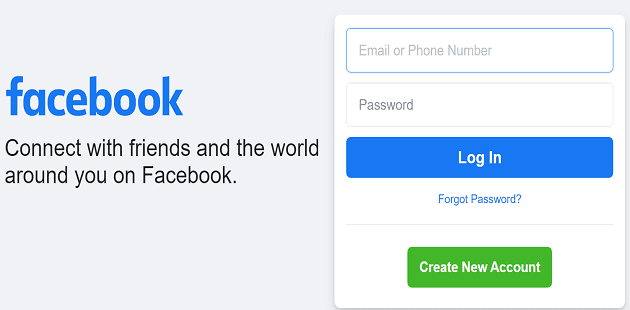 facebook
Connect with friends and the world
around you on Facebook.
Email or Phone Number
Password
Log In
Forgot Password?
Create New Account